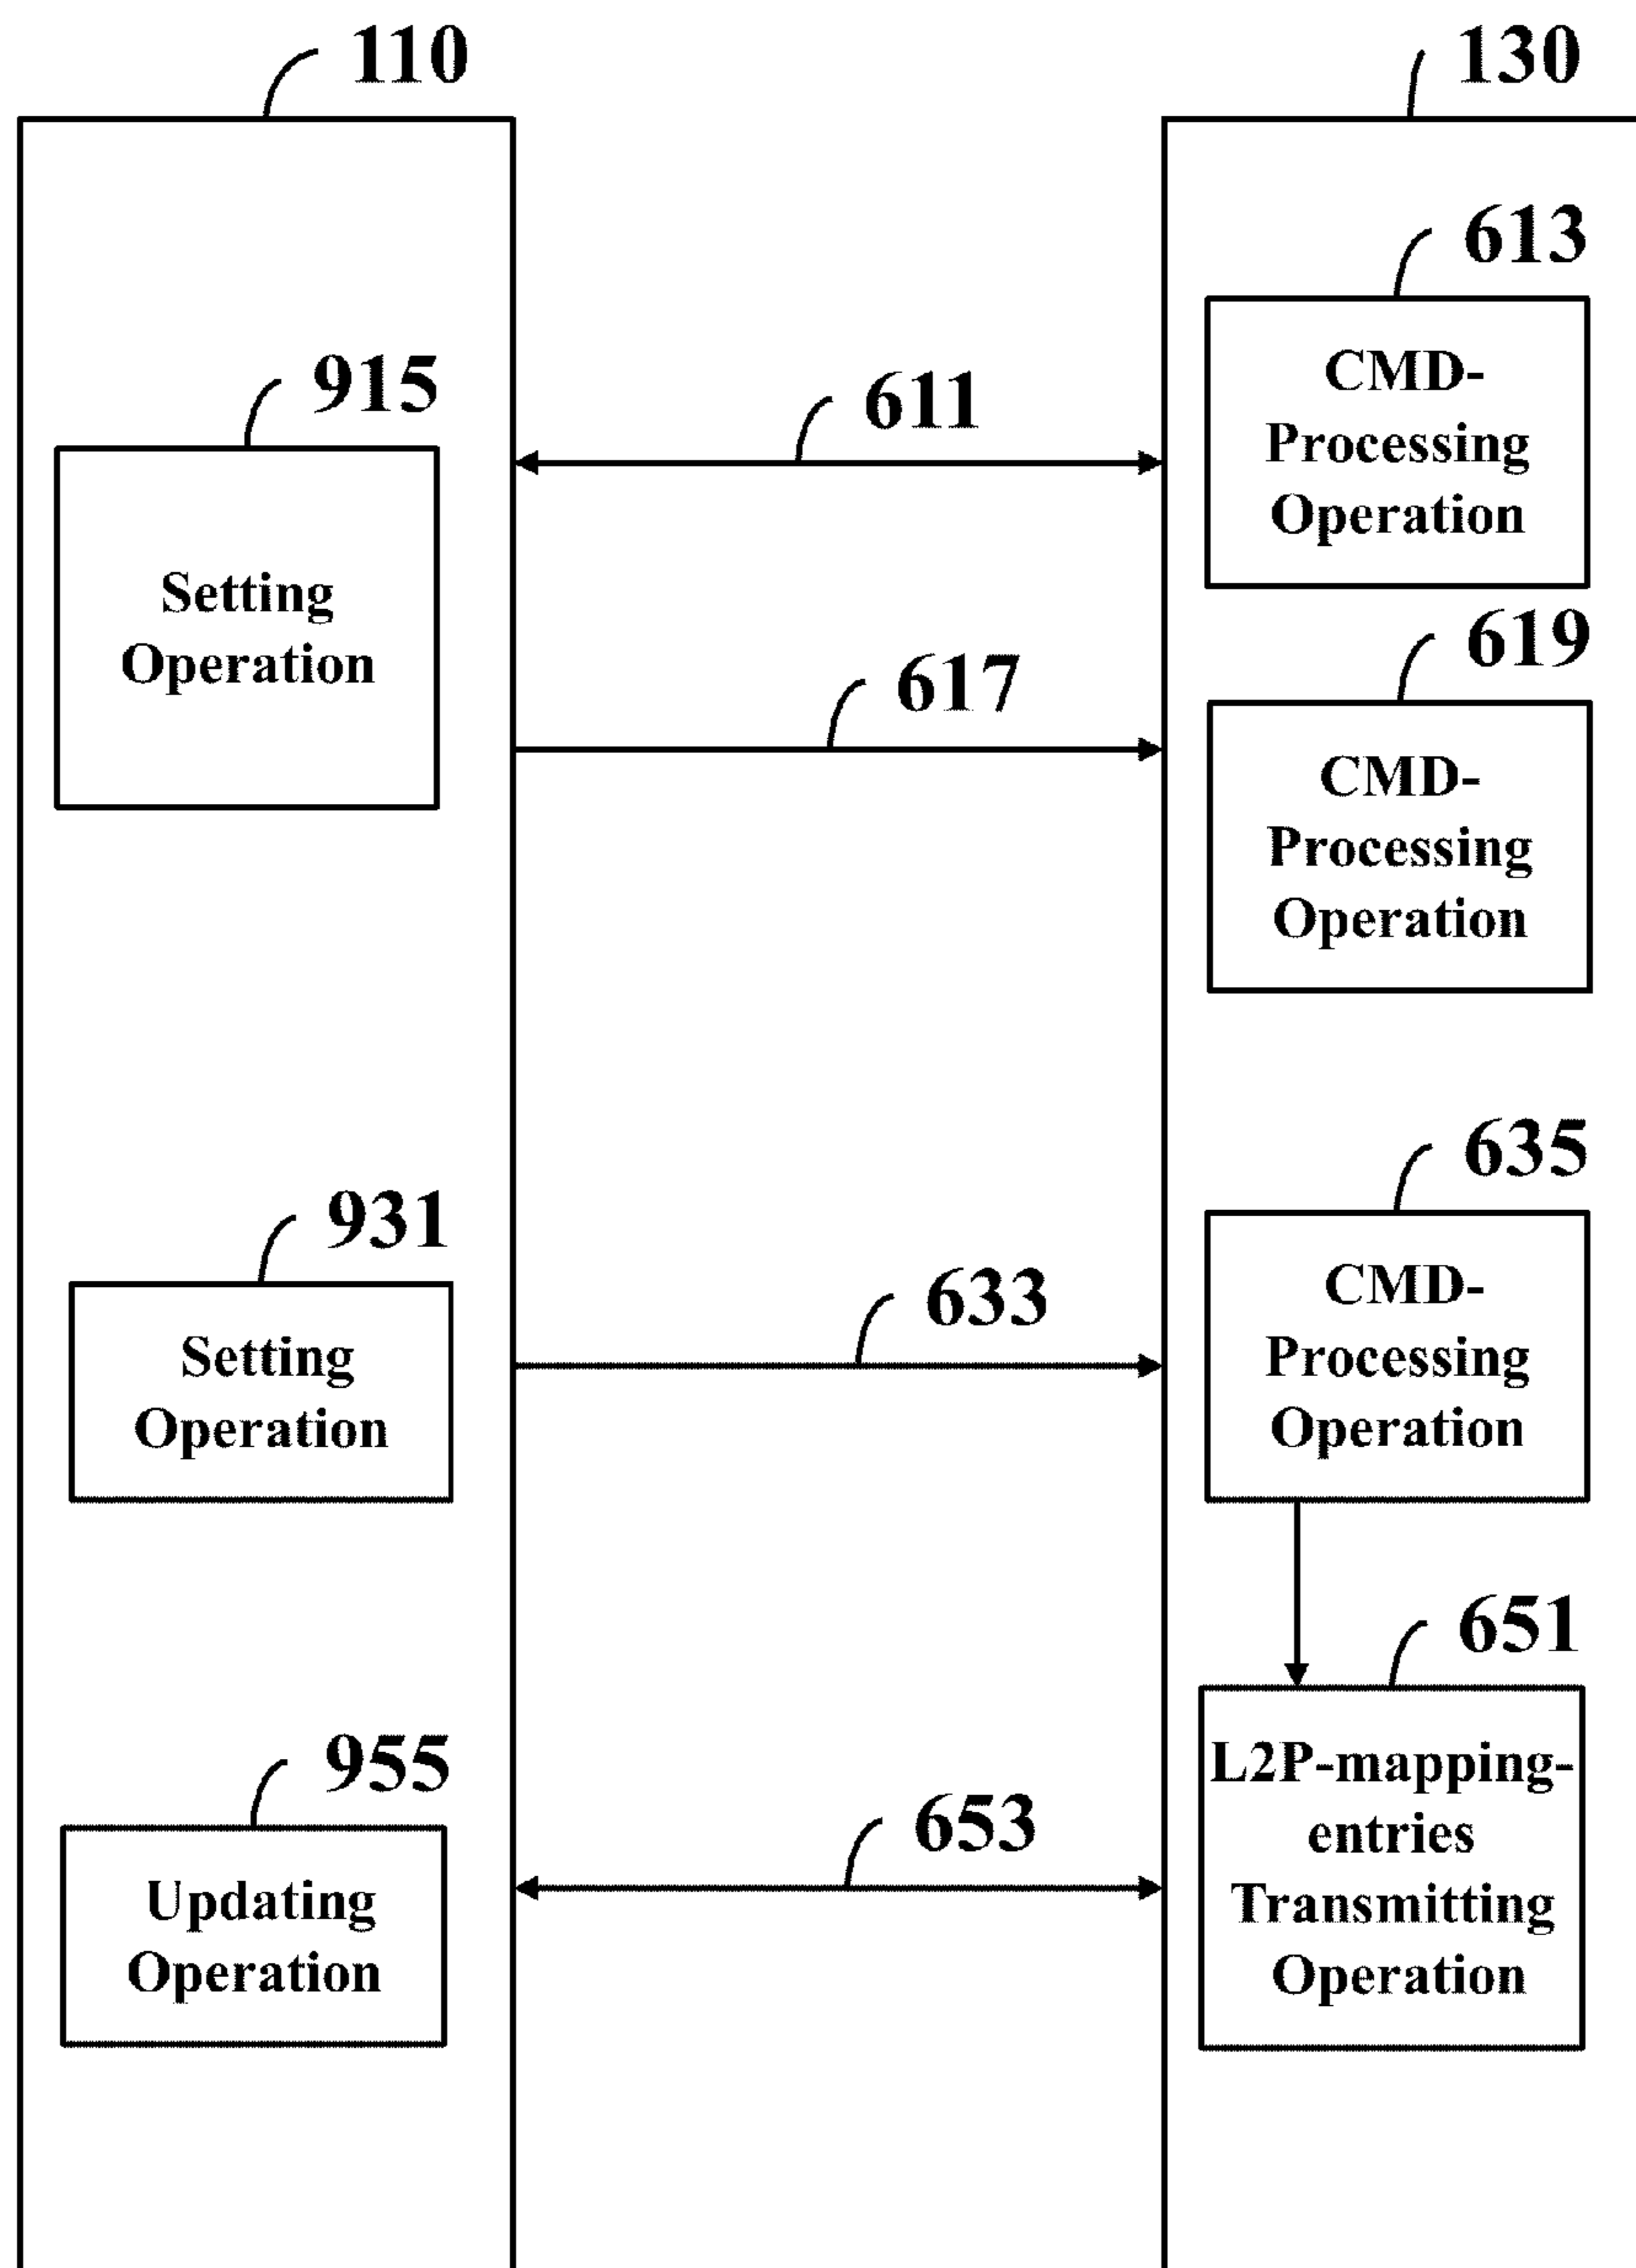 110
130
613
CMD-
Processing
Operation
915
Setting
Operation
611
617
619
CMD-
Processing
Operation
635
CMD-
Processing
Operation
931
Setting
Operation
633
651
L2P-mapping-
entries
Transmitting
Operation
955
Updating
Operation
653